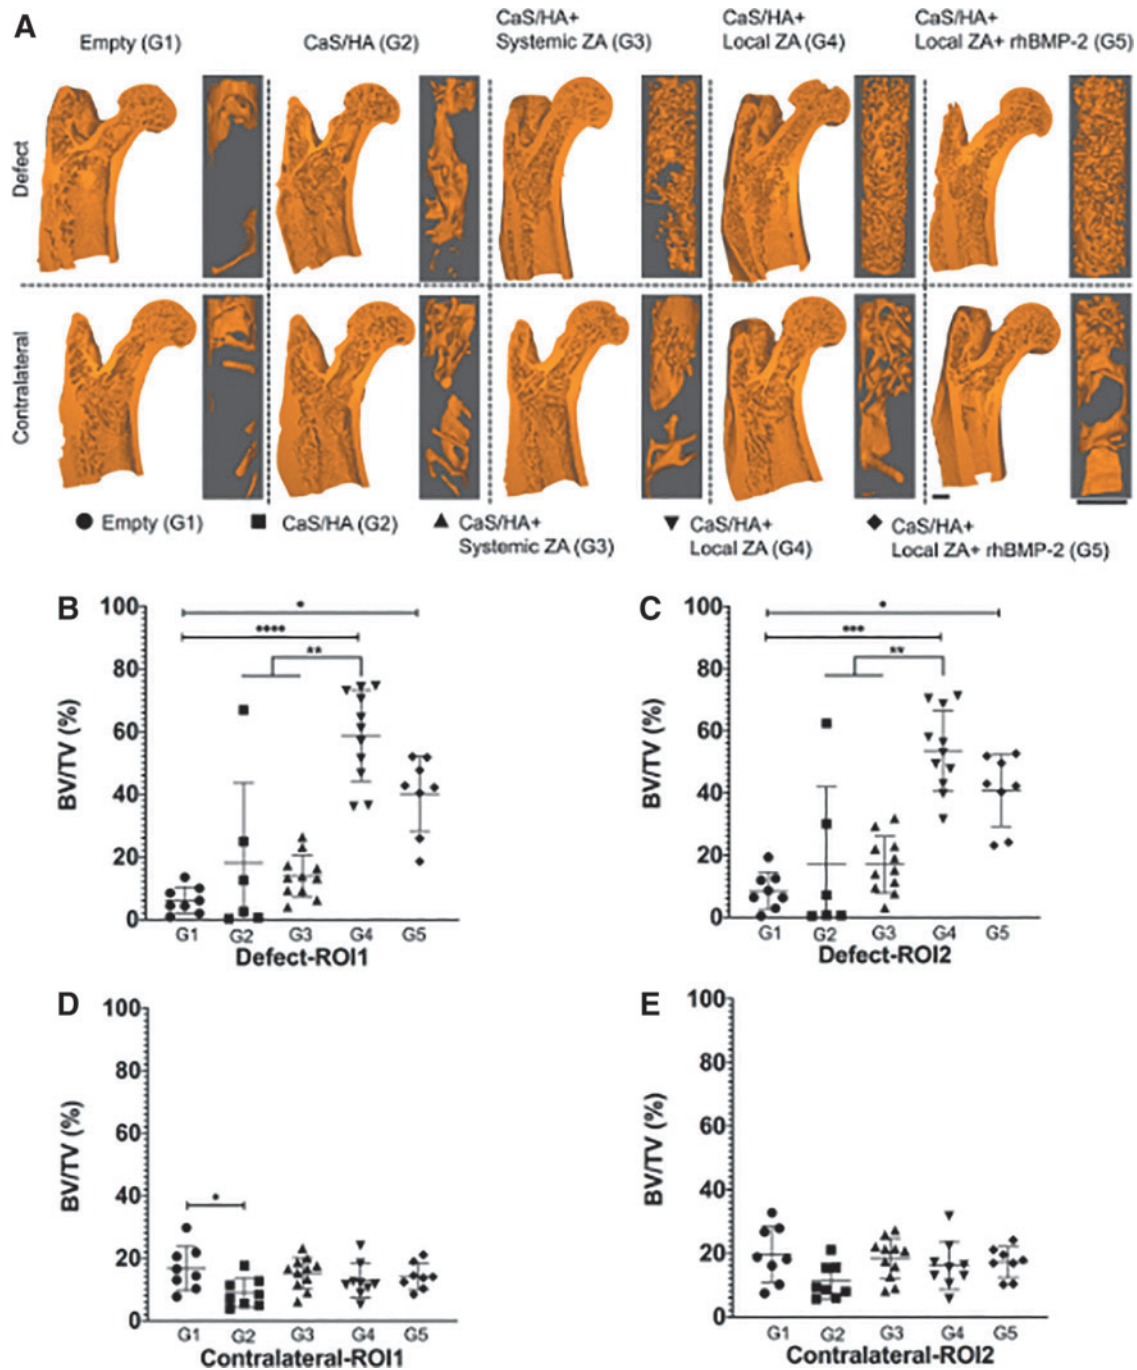 A
Empty (G1)
CaS/HA (G2)
CaS/HA+
Systemic ZA (G3)
CaS/HA+
Local ZA (G4)
CaS/HA+
Local ZA+ rhBMP-2 (G5)
Defect
Contralateral
Empty (G1)
CaS/HA (G2)
CaS/HA+
Systemic ZA (G3)
CaS/HA+
Local ZA (G4)
CaS/HA+
Local ZA+ rhBMP-2 (G5)
B
BV/TV (%)
100
80
60
40
20
0
*
****
**
G1 G2 G3 G4 G5
Defect-ROI1
C
BV/TV (%)
100
80
60
40
20
0
*
***
**
G1 G2 G3 G4 G5
Defect-ROI2
D
BV/TV (%)
100
80
60
40
20
0
*
G1 G2 G3 G4 G5
Contralateral-ROI1
E
BV/TV (%)
100
80
60
40
20
0
G1 G2 G3 G4 G5
Contralateral-ROI2